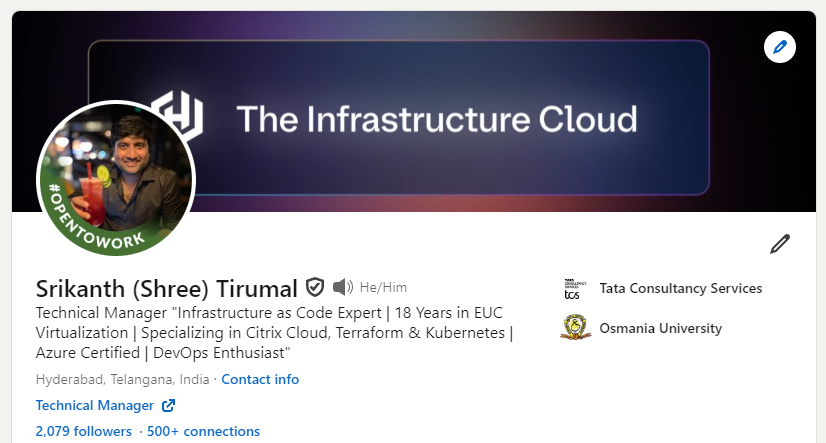 The Infrastructure Cloud
#OPENTOWORK
Srikanth (Shree) Tirumal He/Him
Technical Manager "Infrastructure as Code Expert | 18 Years in EUC
Virtualization | Specializing in Citrix Cloud, Terraform & Kubernetes |
Azure Certified | DevOps Enthusiast"
Hyderabad, Telangana, India · Contact info
Technical Manager
2,079 followers · 500+ connections
TATA
CONSULTANCY
SERVICES
tcs
Tata Consultancy Services
Osmania University